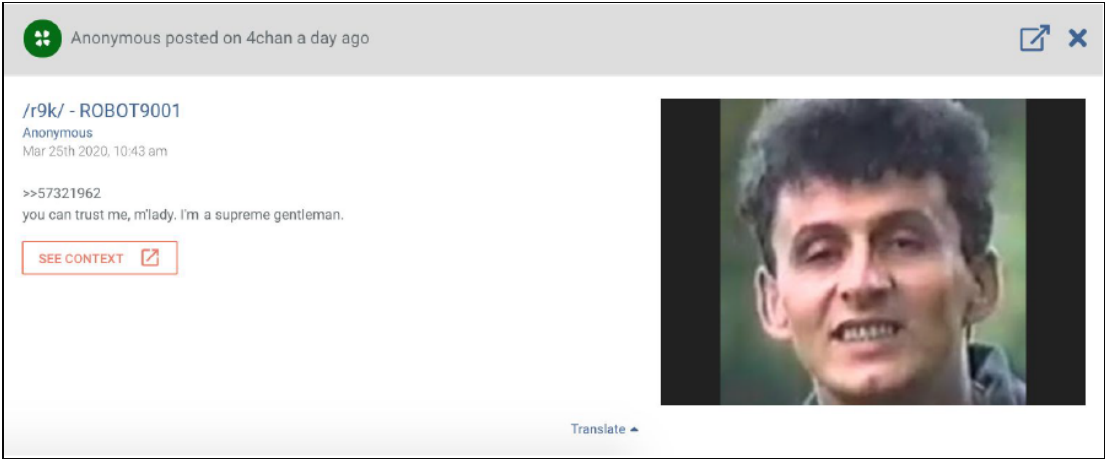 Anonymous posted on 4chan a day ago
/r9k/ - ROBOT9001
Anonymous
Mar 25th 2020, 10:43 am
>>57321962
you can trust me, m'lady. I'm a supreme gentleman.
SEE CONTEXT
Translate